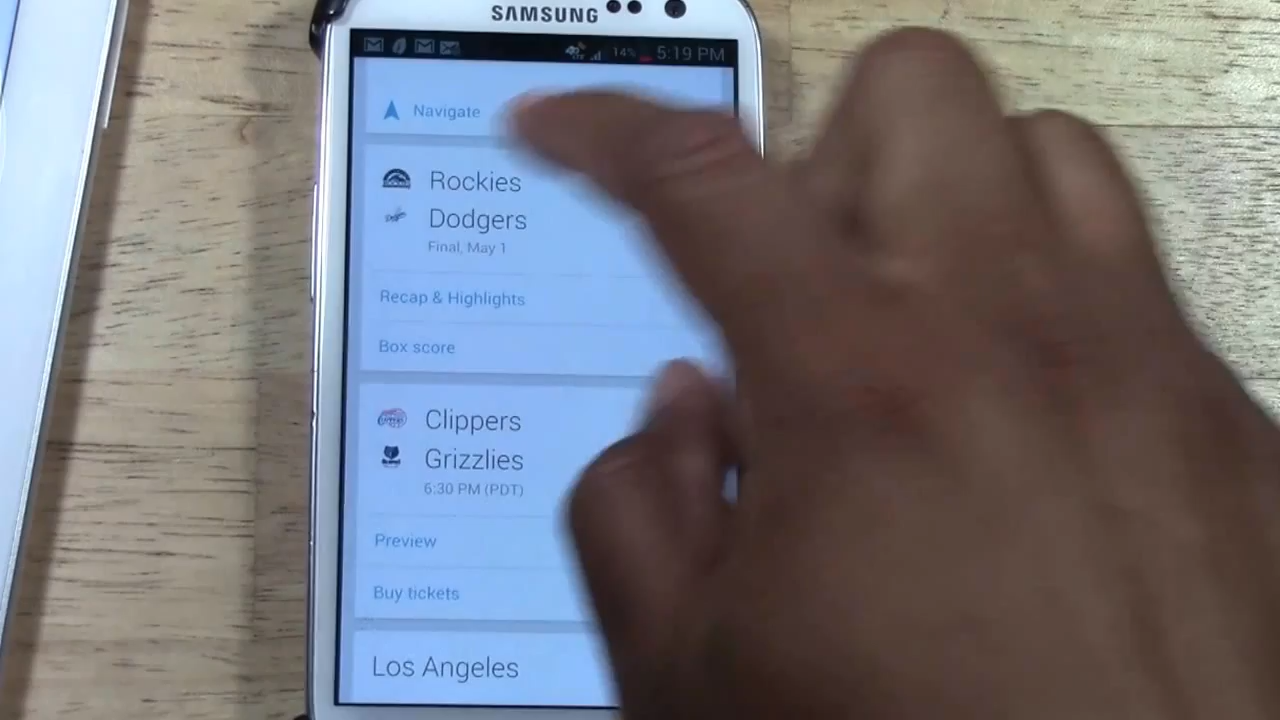 SAMSUNG
14% 5:19 PM
Navigate
Rockies
Dodgers
Final, May 1
Recap & Highlights
Box score
Clippers
Grizzlies
6:30 PM (PDT)
Preview
Buy tickets
Los Angeles